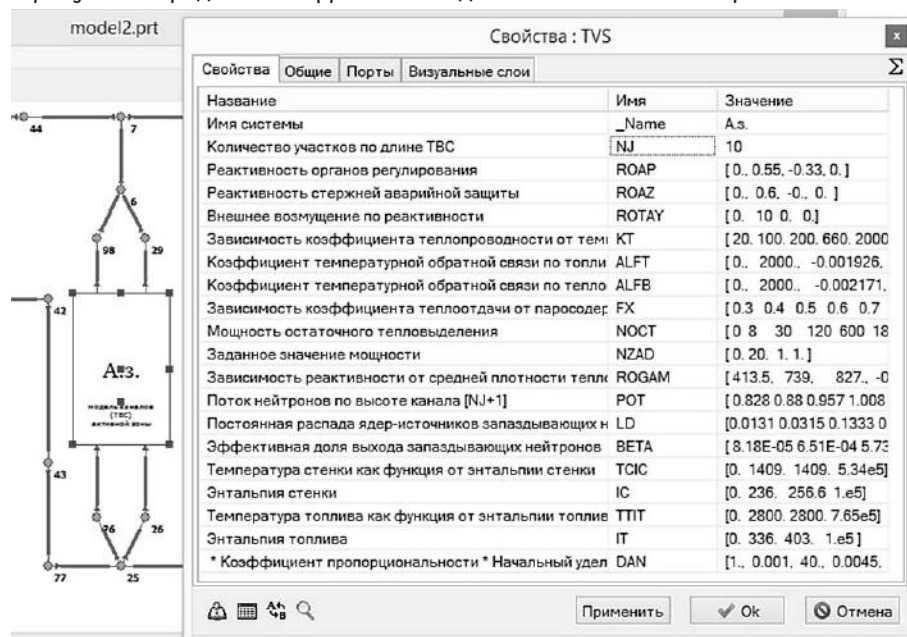 model2.prt
Свойства : TVS
x
Свойства Общие Порты Визуальные слои Σ
Название Имя Значение
Имя системы _Name А.з.
Количество участков по длине ТВС NJ 10
Реактивность органов регулирования ROAP [ 0., 0.55, -0.33, 0. ]
Реактивность стержней аварийной защиты ROAZ [ 0., 0.6, -0., 0. ]
Внешнее возмущение по реактивности ROTAY [ 0. 10 0. 0.]
Зависимость коэффициента теплопроводности от тем KT [ 20. 100. 200. 660. 2000
Коэффициент температурной обратной связи по топли ALFT [ 0., 2000., -0.001926,
Коэффициент температурной обратной связи по тепло ALFB [ 0., 2000., -0.002171,
Зависимость коэффициента теплоотдачи от паросодер FX [ 0.3 0.4 0.5 0.6 0.7
Мощность остаточного тепловыделения NOCT [ 0 8 30 120 600 18
Заданное значение мощности NZAD [ 0. 20. 1. 1. ]
Зависимость реактивности от средней плотности тепло ROGAM [ 413.5, 739, 827., -0
Поток нейтронов по высоте канала [NJ+1] POT [ 0.828 0.88 0.957 1.008
Постоянная распада ядер-источников запаздывающих н LD [0.0131 0.0315 0.1333 0
Эффективная доля выхода запаздывающих нейтронов BETA [ 8.18E-05 6.51E-04 5.73
Температура стенки как функция от энтальпии стенки TCIC [0. 1409. 1409. 5.34e5]
Энтальпия стенки IC [0. 236. 256.6 1.e5]
Температура топлива как функция от энтальпии топлив TTIT [0. 2800. 2800. 7.65e5]
Энтальпия топлива IT [0. 336. 403. 1.e5 ]
* Коэффициент пропорциональности * Начальный удел DAN [1., 0.001, 40., 0.0045,
Применить Ok Отмена
44 7
6
98 29
42
А.з.
модель каналов
(ТВС)
активной зоны
43
76 26
77 25